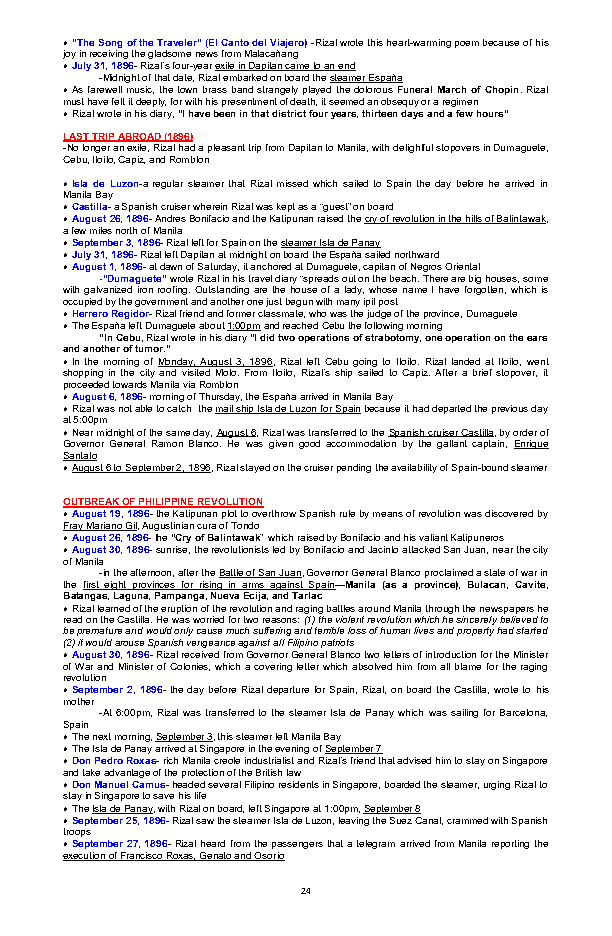 • "The Song of the Traveler" (El Canto del Viajero) -Rizal wrote this heart-warming poem because of his
joy in receiving the gladsome news from Malacañang
• July 31, 1896- Rizal's four-year exile in Dapitan came to an end
-Midnight of that date, Rizal embarked on board the steamer España
• As farewell music, the town brass band strangely played the dolorous Funeral March of Chopin. Rizal
must have felt it deeply, for with his presentment of death, it seemed an obsequy or a regimen
• Rizal wrote in his diary, "I have been in that district four years, thirteen days and a few hours"
LAST TRIP ABROAD (1896)
-No longer an exile, Rizal had a pleasant trip from Dapitan to Manila, with delightful stopovers in Dumaguete,
Cebu, Iloilo, Capiz, and Romblon
• Isla de Luzon-a regular steamer that Rizal missed which sailed to Spain the day before he arrived in
Manila Bay
• Castilla- a Spanish cruiser wherein Rizal was kept as a "guest" on board
• August 26, 1896- Andres Bonifacio and the Katipunan raised the cry of revolution in the hills of Balintawak,
a few miles north of Manila
• September 3, 1896- Rizal left for Spain on the steamer Isla de Panay
• July 31, 1896- Rizal left Dapitan at midnight on board the España sailed northward
• August 1, 1896- at dawn of Saturday, it anchored at Dumaguete, capitan of Negros Oriental
-"Dumaguete" wrote Rizal in his travel diary "spreads out on the beach. There are big houses, some
with galvanized iron roofing. Outstanding are the house of a lady, whose name I have forgotten, which is
occupied by the government and another one just begun with many ipil post
• Herrero Regidor- Rizal friend and former classmate, who was the judge of the province, Dumaguete
• The España left Dumaguete about 1:00pm and reached Cebu the following morning
"In Cebu, Rizal wrote in his diary "I did two operations of strabotomy, one operation on the ears
and another of tumor."
• In the morning of Monday, August 3, 1896, Rizal left Cebu going to Iloilo. Rizal landed at Iloilo, went
shopping in the city and visited Molo. From Iloilo, Rizal's ship sailed to Capiz. After a brief stopover, it
proceeded towards Manila via Romblon
• August 6, 1896- morning of Thursday, the España arrived in Manila Bay
• Rizal was not able to catch the mail ship Isla de Luzon for Spain because it had departed the previous day
at 5:00pm
• Near midnight of the same day, August 6, Rizal was transferred to the Spanish cruiser Castilla, by order of
Governor General Ramon Blanco. He was given good accommodation by the gallant captain, Enrique
Santalo
• August 6 to September 2, 1896, Rizal stayed on the cruiser pending the availability of Spain-bound steamer
OUTBREAK OF PHILIPPINE REVOLUTION
• August 19, 1896- the Katipunan plot to overthrow Spanish rule by means of revolution was discovered by
Fray Mariano Gil, Augustinian cura of Tondo
• August 26, 1896- he "Cry of Balintawak" which raised by Bonifacio and his valiant Katipuneros
• August 30, 1896- sunrise, the revolutionists led by Bonifacio and Jacinto attacked San Juan, near the city
of Manila
-in the afternoon, after the Battle of San Juan, Governor General Blanco proclaimed a state of war in
the first eight provinces for rising in arms against Spain—Manila (as a province), Bulacan, Cavite,
Batangas, Laguna, Pampanga, Nueva Ecija, and Tarlac
• Rizal learned of the eruption of the revolution and raging battles around Manila through the newspapers he
read on the Castilla. He was worried for two reasons: (1) the violent revolution which he sincerely believed to
be premature and would only cause much suffering and terrible loss of human lives and property had started
(2) it would arouse Spanish vengeance against all Filipino patriots
• August 30, 1896- Rizal received from Governor General Blanco two letters of introduction for the Minister
of War and Minister of Colonies, which a covering letter which absolved him from all blame for the raging
revolution
• September 2, 1896- the day before Rizal departure for Spain, Rizal, on board the Castilla, wrote to his
mother
-At 6:00pm, Rizal was transferred to the steamer Isla de Panay which was sailing for Barcelona,
Spain
• The next morning, September 3, this steamer left Manila Bay
• The Isla de Panay arrived at Singapore in the evening of September 7
• Don Pedro Roxas- rich Manila creole industrialist and Rizal's friend that advised him to stay on Singapore
and take advantage of the protection of the British law
• Don Manuel Camus- headed several Filipino residents in Singapore, boarded the steamer, urging Rizal to
stay in Singapore to save his life
• The Isla de Panay, with Rizal on board, left Singapore at 1:00pm, September 8
• September 25, 1896- Rizal saw the steamer Isla de Luzon, leaving the Suez Canal, crammed with Spanish
troops
• September 27, 1896- Rizal heard from the passengers that a telegram arrived from Manila reporting the
execution of Francisco Roxas, Genato and Osorio
24